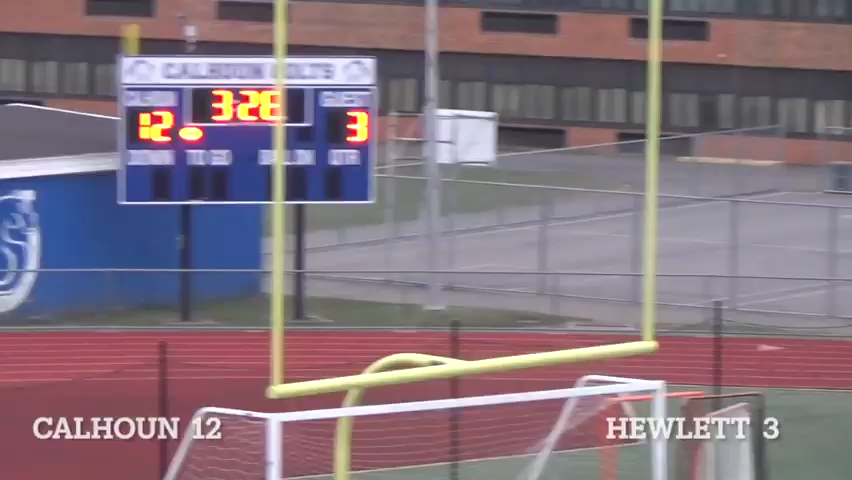 CALHOUN COLTS
3:26
12 3
DOWN TO GO BALL ON QTR
CALHOUN 12 HEWLETT 3